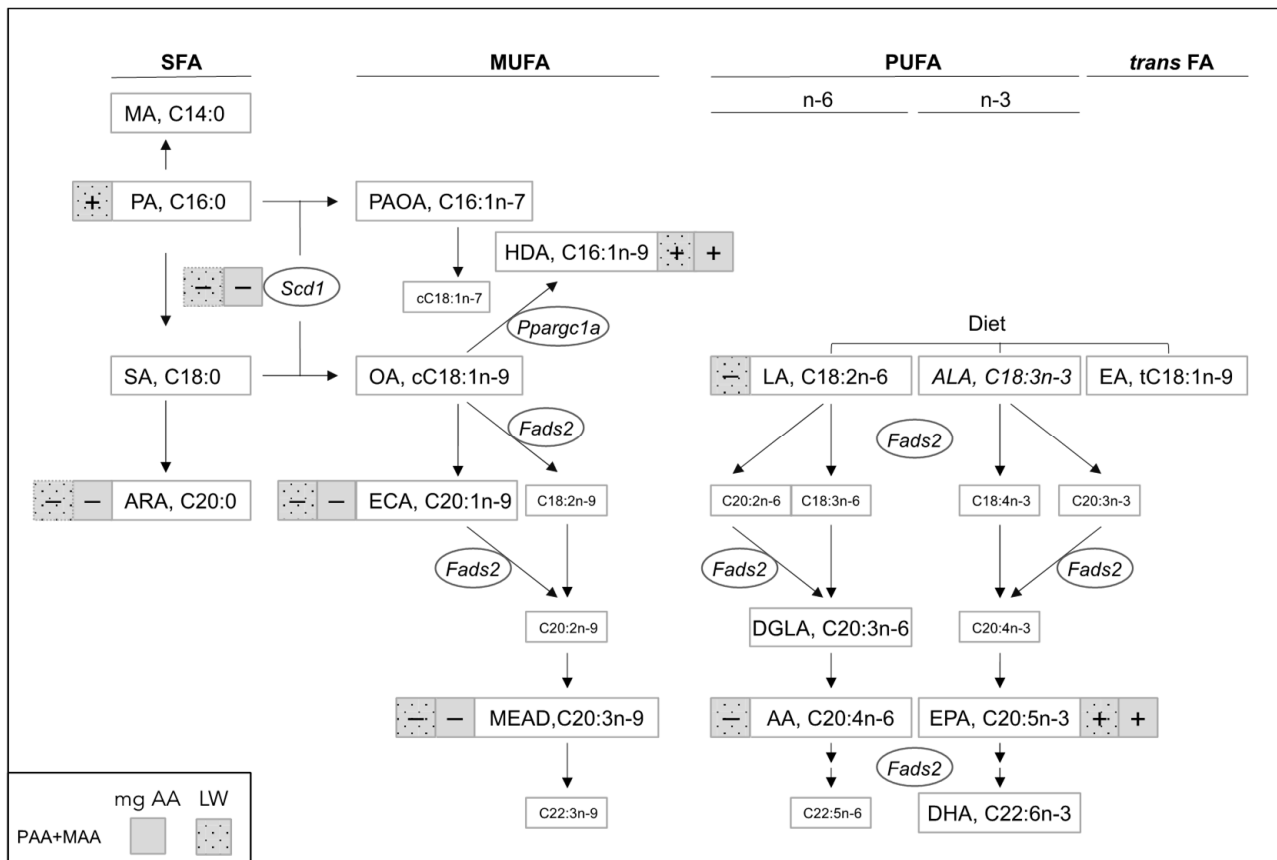 SFA MUFA PUFA trans FA
n-6 n-3
MA, C14:0
+ PA, C16:0 PAOA, C16:1n-7
HDA, C16:1n-9 + +
− − Scd1 cC18:1n-7
Ppargc1a
Diet
SA, C18:0 OA, cC18:1n-9 − LA, C18:2n-6 ALA, C18:3n-3 EA, tC18:1n-9
Fads2 Fads2
− − ARA, C20:0 − − ECA, C20:1n-9 C18:2n-9 C20:2n-6 C18:3n-6 C18:4n-3 C20:3n-3
Fads2 Fads2 Fads2
C20:2n-9 DGLA, C20:3n-6 C20:4n-3
− − MEAD,C20:3n-9 − AA, C20:4n-6 EPA, C20:5n-3 + +
Fads2
C22:3n-9 C22:5n-6 DHA, C22:6n-3
mg AA LW
PAA+MAA